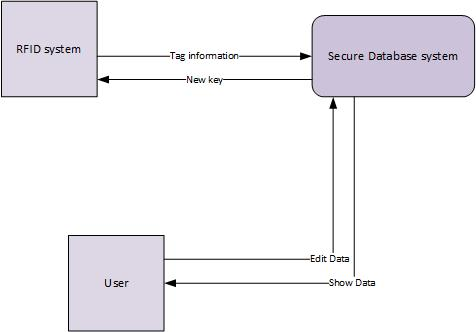 RFID system
Tag information
Secure Database system
New key
Edit Data
User
Show Data